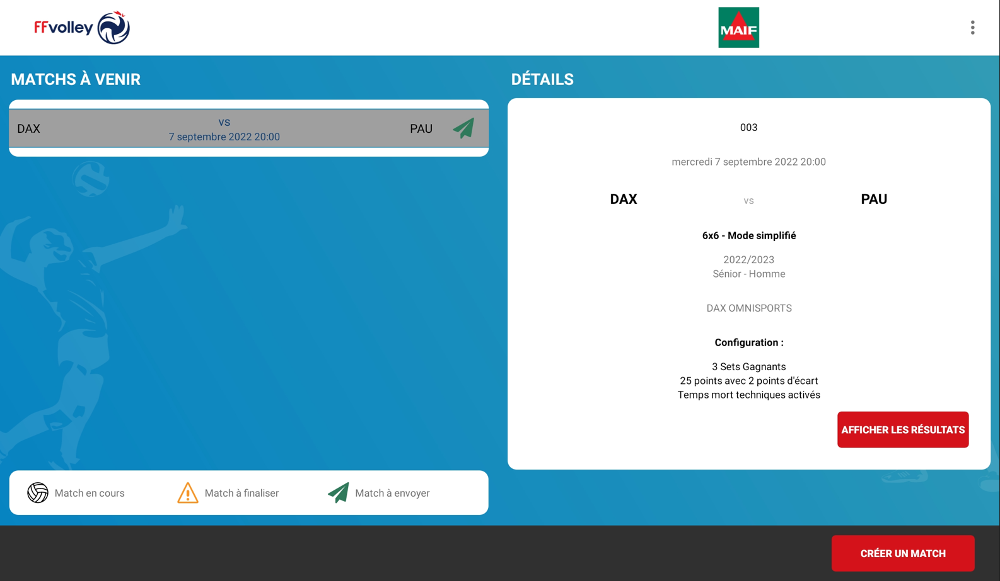 FFvolley
MAIF
MATCHS À VENIR
DAX
vs
7 septembre 2022 20:00
PAU
Match en cours
Match à finaliser
Match à envoyer
DÉTAILS
003
mercredi 7 septembre 2022 20:00
DAX vs PAU
6x6 - Mode simplifié
2022/2023
Sénior - Homme
DAX OMNISPORTS
Configuration :
3 Sets Gagnants
25 points avec 2 points d'écart
Temps mort techniques activés
AFFICHER LES RÉSULTATS
CRÉER UN MATCH